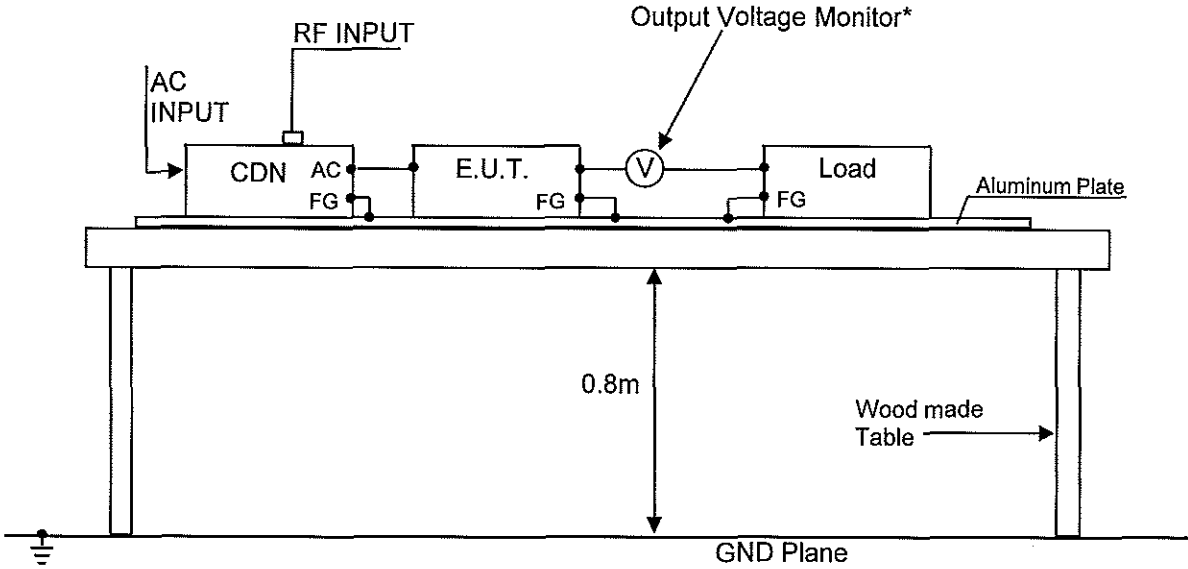 Output Voltage Monitor*
RF INPUT
AC
INPUT
CDN
AC
FG
E.U.T.
FG
V
Load
FG
Aluminum Plate
0.8m
Wood made
Table
GND Plane